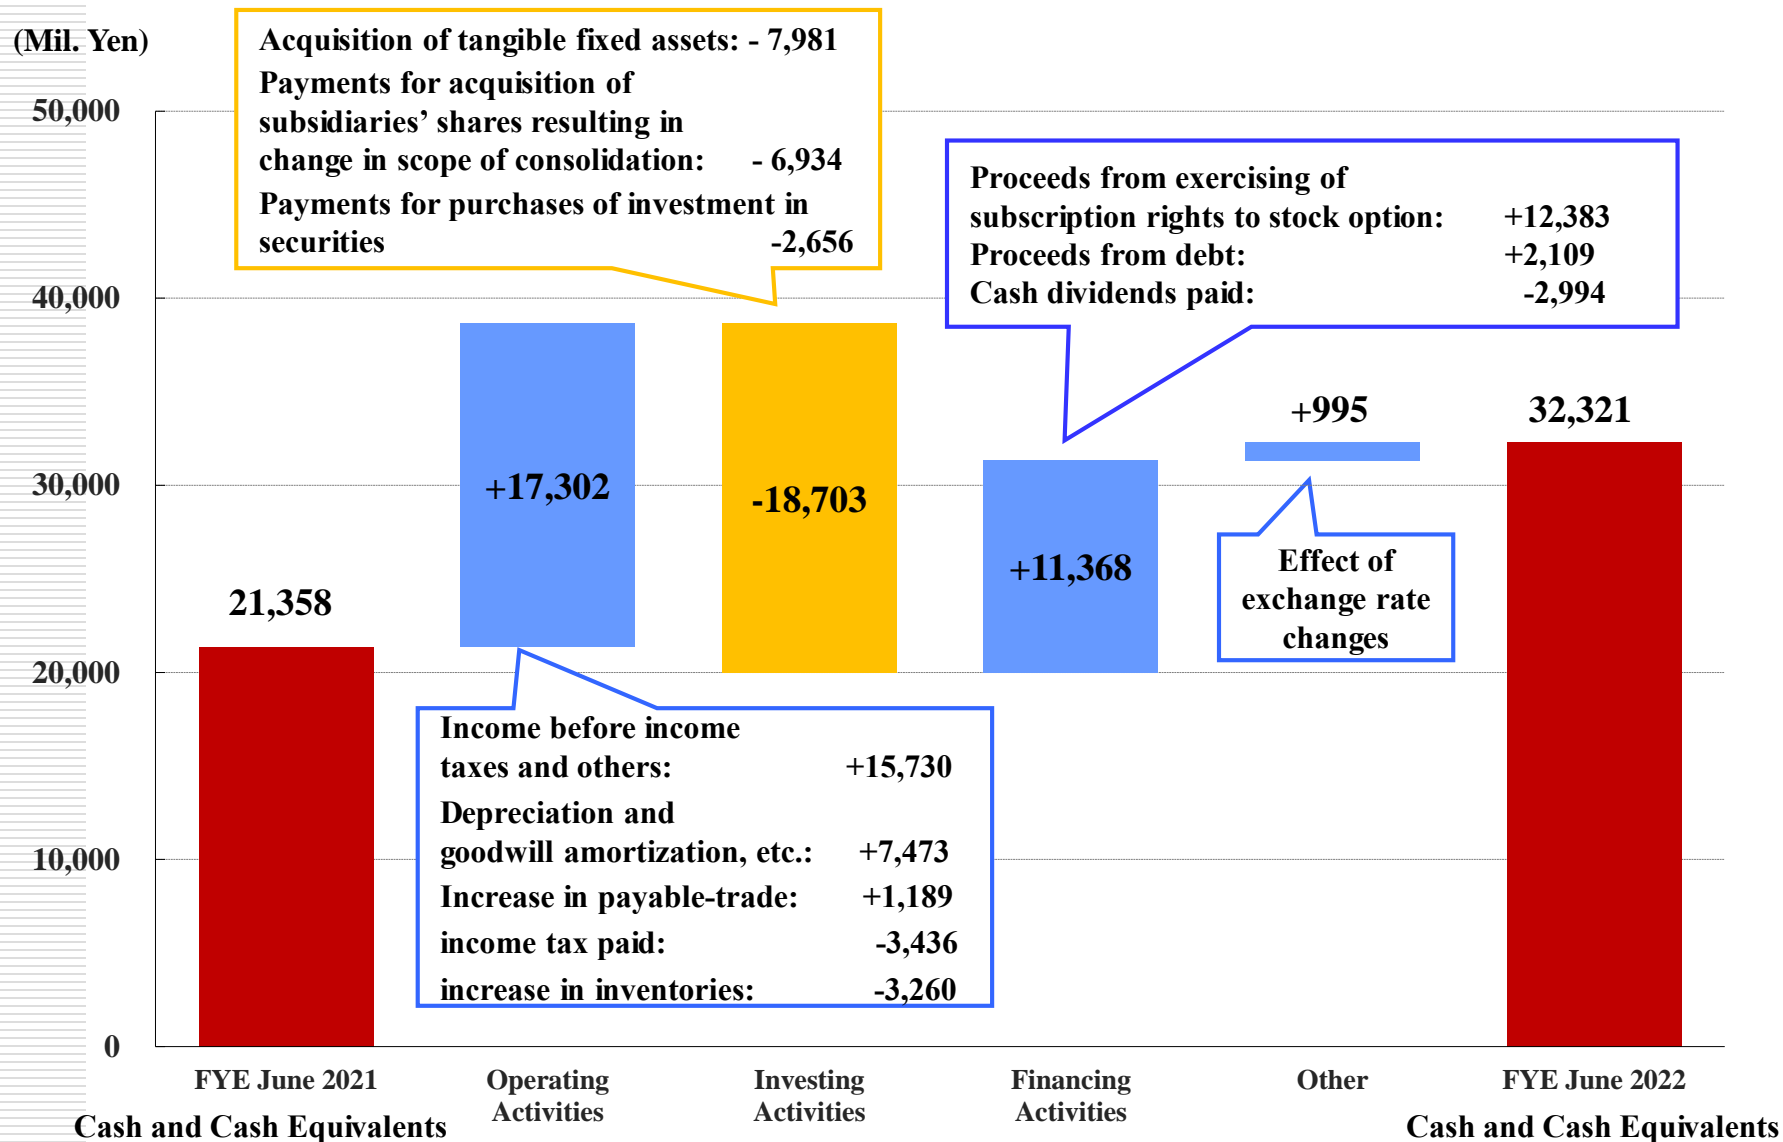 (Mil. Yen)
Acquisition of tangible fixed assets: - 7,981
Payments for acquisition of
subsidiaries’ shares resulting in
change in scope of consolidation: - 6,934
Payments for purchases of investment in
securities -2,656
50,000
40,000
30,000
20,000
10,000
0
Proceeds from exercising of
subscription rights to stock option: +12,383
Proceeds from debt: +2,109
Cash dividends paid: -2,994
21,358
+17,302
-18,703
+11,368
+995
32,321
Effect of
exchange rate
changes
Income before income
taxes and others: +15,730
Depreciation and
goodwill amortization, etc.: +7,473
Increase in payable-trade: +1,189
income tax paid: -3,436
increase in inventories: -3,260
FYE June 2021
Operating
Activities
Investing
Activities
Financing
Activities
Other
FYE June 2022
Cash and Cash Equivalents
Cash and Cash Equivalents